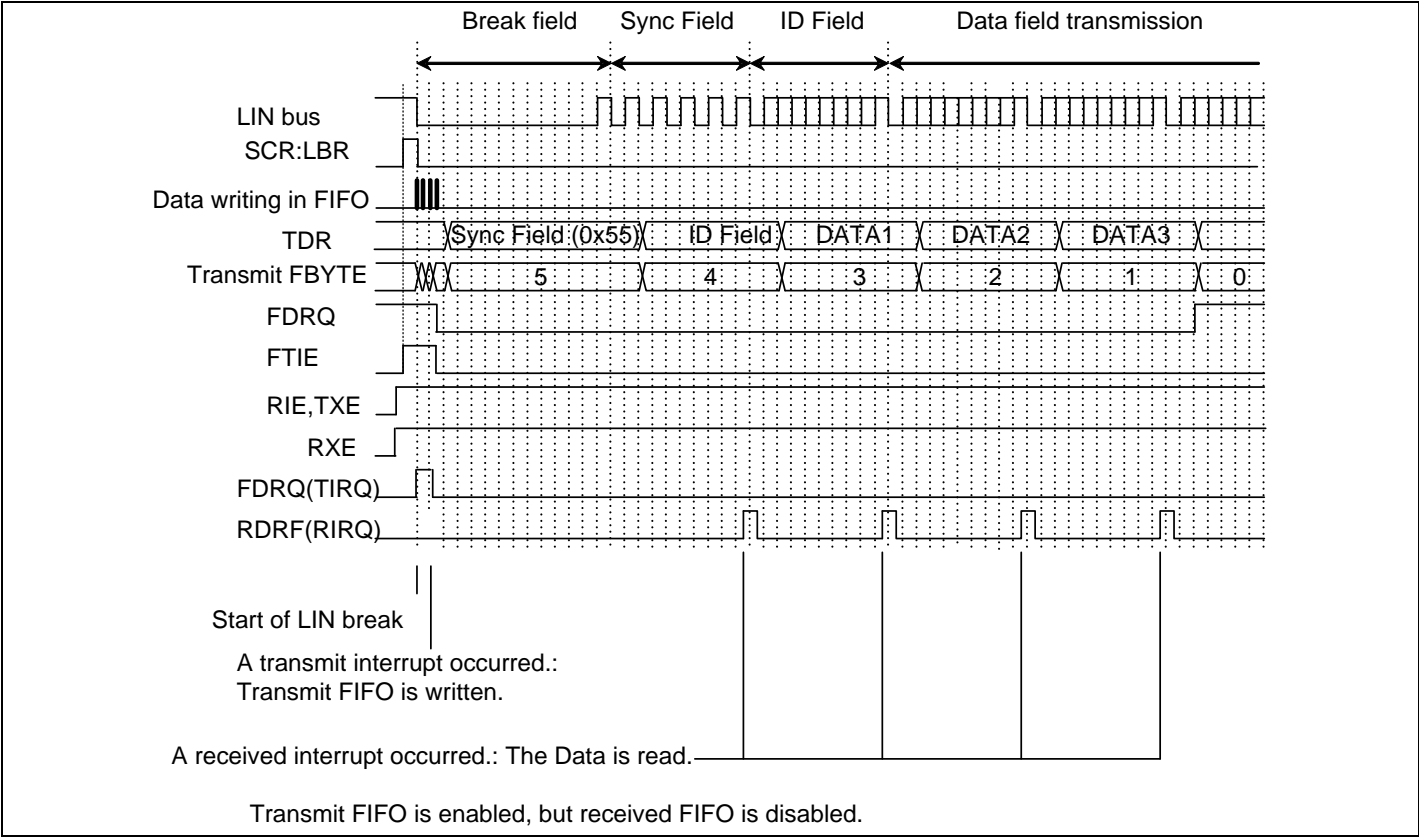 Break field Sync Field ID Field Data field transmission
LIN bus
SCR:LBR
Data writing in FIFO
TDR Sync Field (0x55) ID Field DATA1 DATA2 DATA3
Transmit FBYTE 5 4 3 2 1 0
FDRQ
FTIE
RIE,TXE
RXE
FDRQ(TIRQ)
RDRF(RIRQ)
Start of LIN break
A transmit interrupt occurred.:
Transmit FIFO is written.
A received interrupt occurred.: The Data is read.
Transmit FIFO is enabled, but received FIFO is disabled.